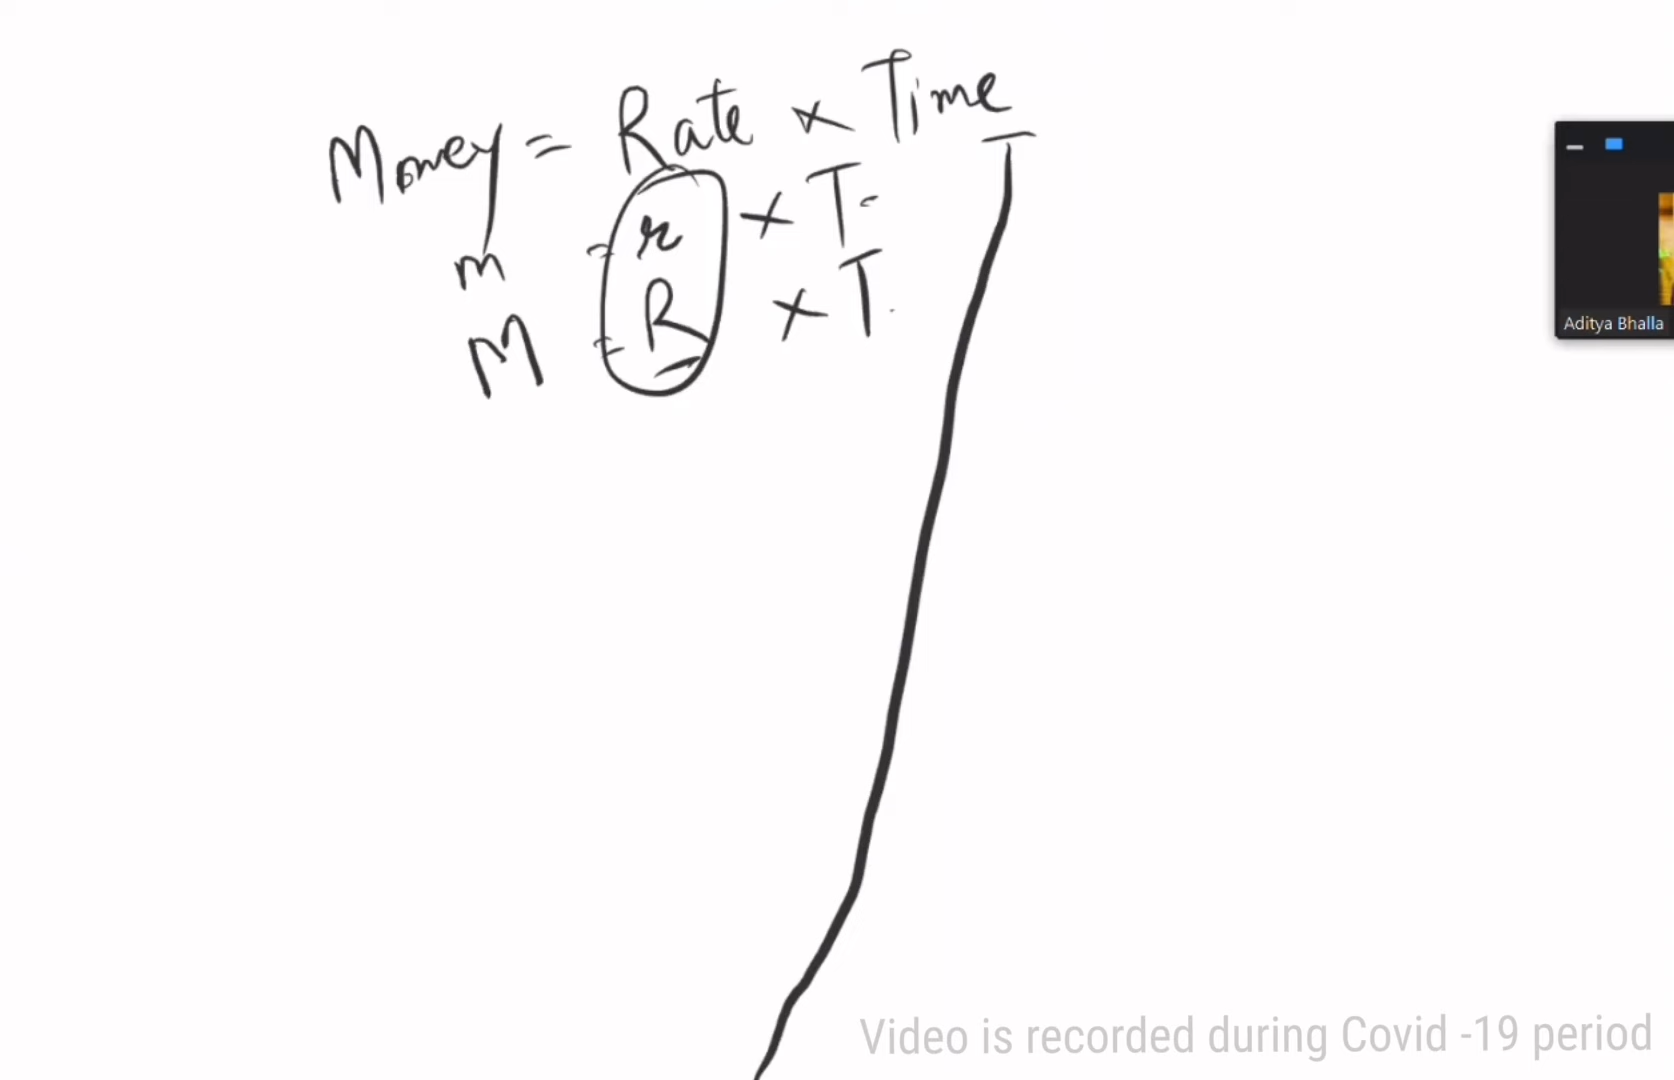 Money = Rate × Time
m = r × T
M = R × T
Aditya Bhalla
Video is recorded during Covid -19 period